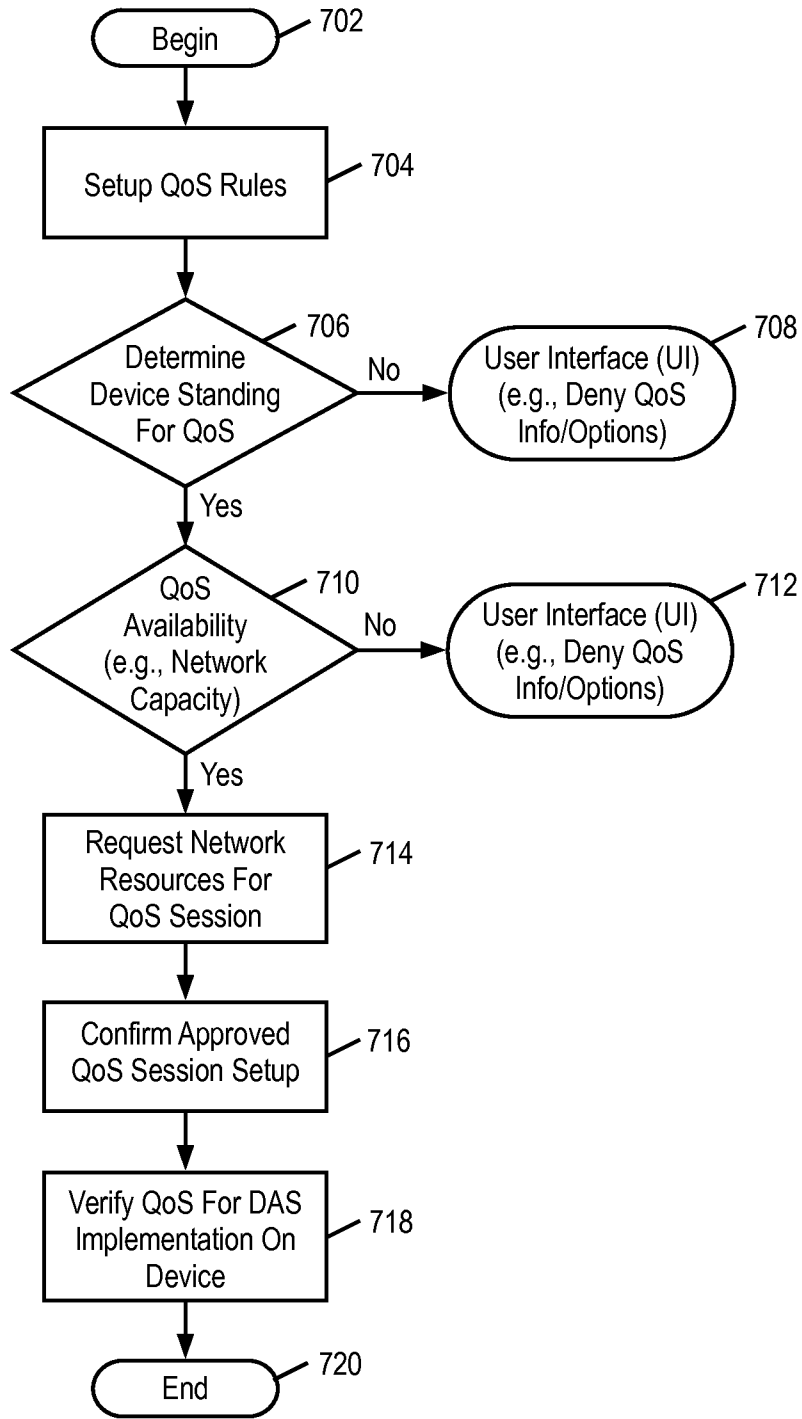 Begin
702
Setup QoS Rules
704
Determine
Device Standing
For QoS
706
No
User Interface (UI)
(e.g., Deny QoS
Info/Options)
708
Yes
QoS
Availability
(e.g., Network
Capacity)
710
No
User Interface (UI)
(e.g., Deny QoS
Info/Options)
712
Yes
Request Network
Resources For
QoS Session
714
Confirm Approved
QoS Session Setup
716
Verify QoS For DAS
Implementation On
Device
718
End
720